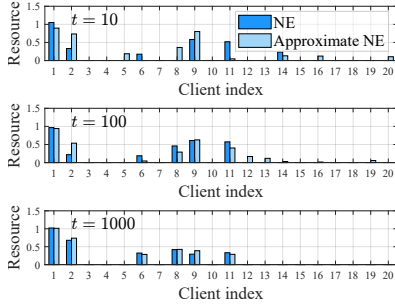 1.5
1
0.5
0
Resource
t = 10
NE
Approximate NE
1 2 3 4 5 6 7 8 9 10 11 12 13 14 15 16 17 18 19 20
Client index
1.5
1
0.5
0
Resource
t = 100
1 2 3 4 5 6 7 8 9 10 11 12 13 14 15 16 17 18 19 20
Client index
1.5
1
0.5
0
Resource
t = 1000
1 2 3 4 5 6 7 8 9 10 11 12 13 14 15 16 17 18 19 20
Client index